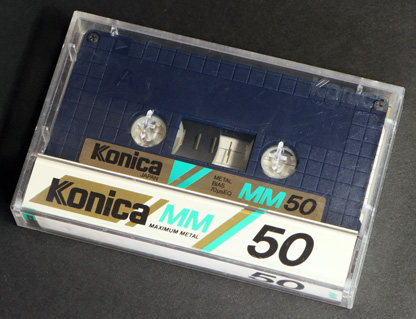 A
Konica
JAPAN
METAL
BIAS
70µsEQ
MM50
Konica MM
MAXIMUM METAL
50
50